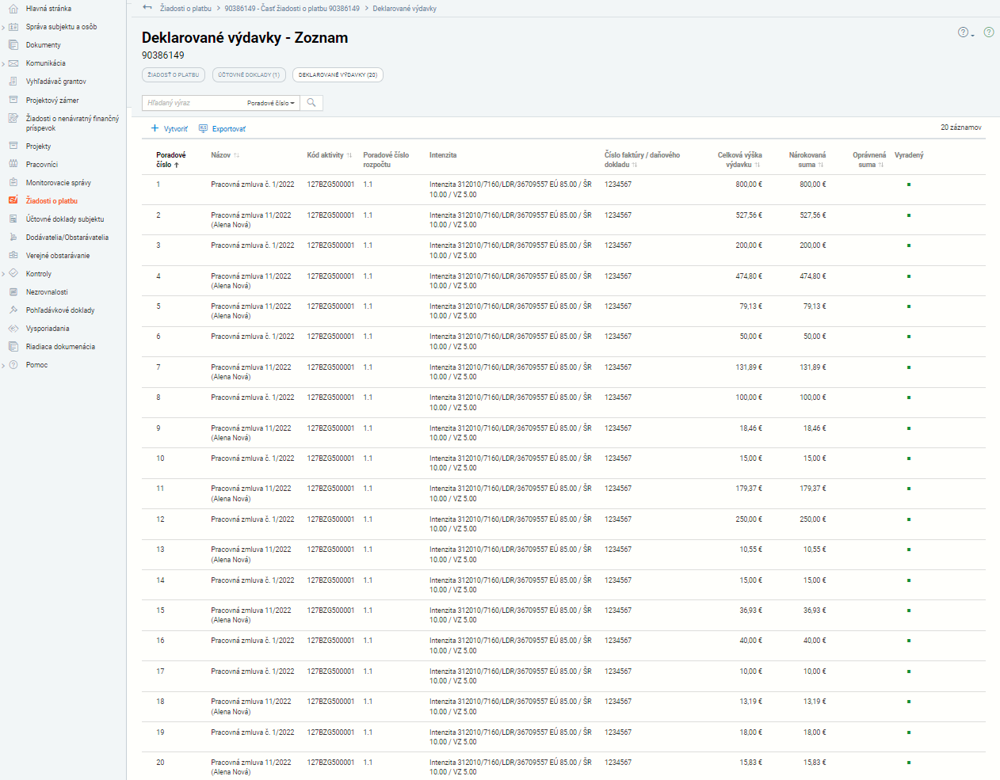 Hlavná stránka
Správa subjektu a osôb
Dokumenty
Komunikácia
Vyhľadávač grantov
Projektový zámer
Žiadosti o nenávratný finančný
príspevok
Projekty
Pracovníci
Monitorovacie správy
Žiadosti o platbu
Účtovné doklady subjektu
Dodávatelia/Obstarávatelia
Verejné obstarávanie
Kontroly
Nezrovnalosti
Pohľadávkové doklady
Vysporiadania
Riadiaca dokumenácia
Pomoc
Žiadosti o platbu > 90386149 - Časť žiadosti o platbu 90386149 > Deklarované výdavky
Deklarované výdavky - Zoznam
90386149
ŽIADOSŤ O PLATBU ÚČTOVNÉ DOKLADY (1) DEKLAROVANÉ VÝDAVKY (20)
Hľadaný výraz Poradové číslo
Vytvoriť Exportovať 20 záznamov
Poradové Názov Kód aktivity Poradové číslo Intenzita Číslo faktúry / daňového Celková výška Nárokovaná Oprávnená Vyradený
číslo rozpočtu dokladu výdavku suma suma
1 Pracovná zmluva č. 1/2022 127BZG500001 1.1 Intenzita 312010/7160/LDR/36709557 EÚ 85.00 / ŠR 1234567 800,00 € 800,00 €
10.00 / VZ 5.00
2 Pracovná zmluva 11/2022 127BZG500001 1.1 Intenzita 312010/7160/LDR/36709557 EÚ 85.00 / ŠR 1234567 527,56 € 527,56 €
(Alena Nová) 10.00 / VZ 5.00
3 Pracovná zmluva č. 1/2022 127BZG500001 1.1 Intenzita 312010/7160/LDR/36709557 EÚ 85.00 / ŠR 1234567 200,00 € 200,00 €
10.00 / VZ 5.00
4 Pracovná zmluva 11/2022 127BZG500001 1.1 Intenzita 312010/7160/LDR/36709557 EÚ 85.00 / ŠR 1234567 474,80 € 474,80 €
(Alena Nová) 10.00 / VZ 5.00
5 Pracovná zmluva 11/2022 127BZG500001 1.1 Intenzita 312010/7160/LDR/36709557 EÚ 85.00 / ŠR 1234567 79,13 € 79,13 €
(Alena Nová) 10.00 / VZ 5.00
6 Pracovná zmluva č. 1/2022 127BZG500001 1.1 Intenzita 312010/7160/LDR/36709557 EÚ 85.00 / ŠR 1234567 50,00 € 50,00 €
10.00 / VZ 5.00
7 Pracovná zmluva 11/2022 127BZG500001 1.1 Intenzita 312010/7160/LDR/36709557 EÚ 85.00 / ŠR 1234567 131,89 € 131,89 €
(Alena Nová) 10.00 / VZ 5.00
8 Pracovná zmluva č. 1/2022 127BZG500001 1.1 Intenzita 312010/7160/LDR/36709557 EÚ 85.00 / ŠR 1234567 100,00 € 100,00 €
10.00 / VZ 5.00
9 Pracovná zmluva 11/2022 127BZG500001 1.1 Intenzita 312010/7160/LDR/36709557 EÚ 85.00 / ŠR 1234567 18,46 € 18,46 €
(Alena Nová) 10.00 / VZ 5.00
10 Pracovná zmluva č. 1/2022 127BZG500001 1.1 Intenzita 312010/7160/LDR/36709557 EÚ 85.00 / ŠR 1234567 15,00 € 15,00 €
10.00 / VZ 5.00
11 Pracovná zmluva 11/2022 127BZG500001 1.1 Intenzita 312010/7160/LDR/36709557 EÚ 85.00 / ŠR 1234567 179,37 € 179,37 €
(Alena Nová) 10.00 / VZ 5.00
12 Pracovná zmluva č. 1/2022 127BZG500001 1.1 Intenzita 312010/7160/LDR/36709557 EÚ 85.00 / ŠR 1234567 250,00 € 250,00 €
10.00 / VZ 5.00
13 Pracovná zmluva 11/2022 127BZG500001 1.1 Intenzita 312010/7160/LDR/36709557 EÚ 85.00 / ŠR 1234567 10,55 € 10,55 €
(Alena Nová) 10.00 / VZ 5.00
14 Pracovná zmluva č. 1/2022 127BZG500001 1.1 Intenzita 312010/7160/LDR/36709557 EÚ 85.00 / ŠR 1234567 15,00 € 15,00 €
10.00 / VZ 5.00
15 Pracovná zmluva 11/2022 127BZG500001 1.1 Intenzita 312010/7160/LDR/36709557 EÚ 85.00 / ŠR 1234567 36,93 € 36,93 €
(Alena Nová) 10.00 / VZ 5.00
16 Pracovná zmluva č. 1/2022 127BZG500001 1.1 Intenzita 312010/7160/LDR/36709557 EÚ 85.00 / ŠR 1234567 40,00 € 40,00 €
10.00 / VZ 5.00
17 Pracovná zmluva č. 1/2022 127BZG500001 1.1 Intenzita 312010/7160/LDR/36709557 EÚ 85.00 / ŠR 1234567 10,00 € 10,00 €
10.00 / VZ 5.00
18 Pracovná zmluva 11/2022 127BZG500001 1.1 Intenzita 312010/7160/LDR/36709557 EÚ 85.00 / ŠR 1234567 13,19 € 13,19 €
(Alena Nová) 10.00 / VZ 5.00
19 Pracovná zmluva č. 1/2022 127BZG500001 1.1 Intenzita 312010/7160/LDR/36709557 EÚ 85.00 / ŠR 1234567 18,00 € 18,00 €
10.00 / VZ 5.00
20 Pracovná zmluva 11/2022 127BZG500001 1.1 Intenzita 312010/7160/LDR/36709557 EÚ 85.00 / ŠR 1234567 15,83 € 15,83 €
(Alena Nová) 10.00 / VZ 5.00